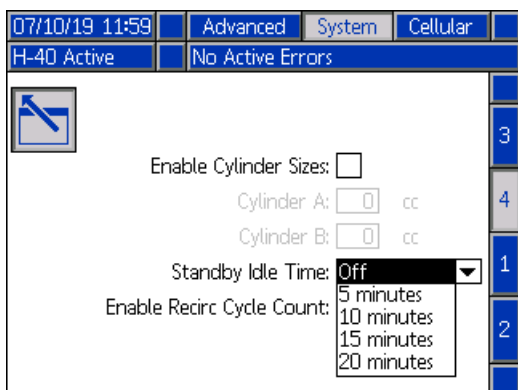 07/10/19 11:59 Advanced System Cellular
H-40 Active No Active Errors
3
Enable Cylinder Sizes:
Cylinder A: 0 cc
4
Cylinder B: 0 cc
Standby Idle Time: Off
1
5 minutes
Enable Recirc Cycle Count:
10 minutes
15 minutes
2
20 minutes